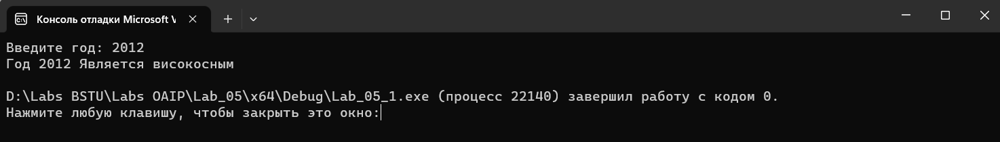 Консоль отладки Microsoft V
Введите год: 2012
Год 2012 Является високосным
D:\Labs BSTU\Labs OAIP\Lab_05\x64\Debug\Lab_05_1.exe (процесс 22140) завершил работу с кодом 0.
Нажмите любую клавишу, чтобы закрыть это окно: